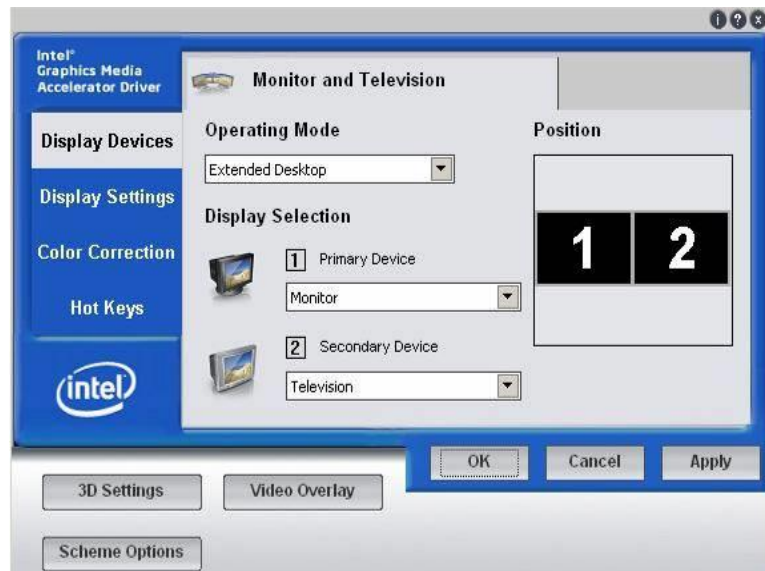 Intel®
Graphics Media
Accelerator Driver
Monitor and Television
Display Devices
Display Settings
Color Correction
Hot Keys
intel
Operating Mode
Extended Desktop
Display Selection
1 Primary Device
Monitor
2 Secondary Device
Television
Position
1 2
OK Cancel Apply
3D Settings Video Overlay
Scheme Options